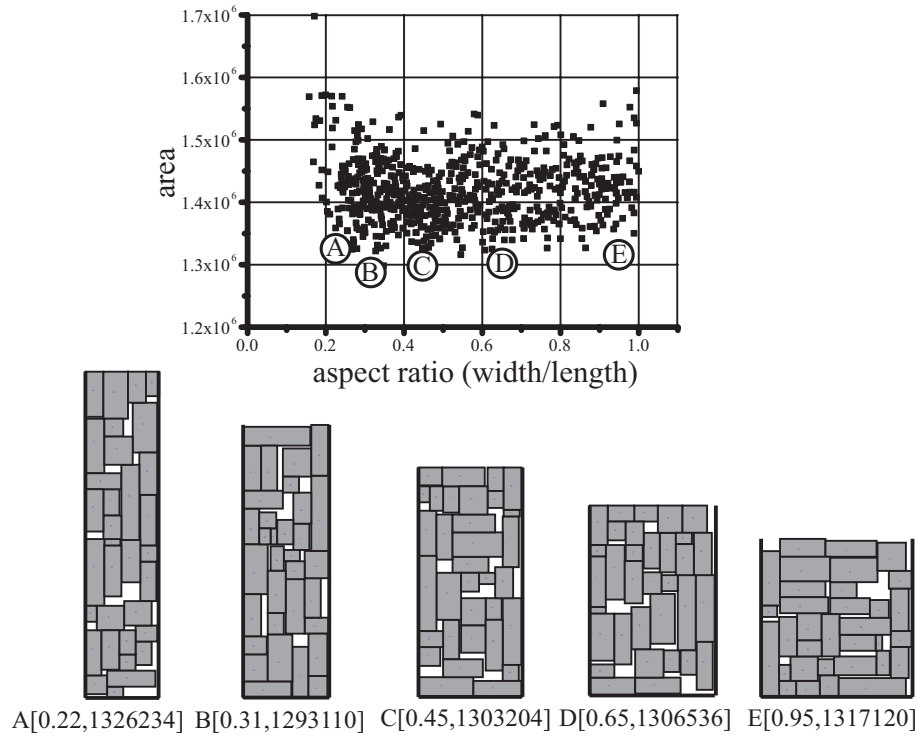 1.7x10⁶
1.6x10⁶
1.5x10⁶
1.4x10⁶
1.3x10⁶
1.2x10⁶
area
A
B
C
D
E
0.0 0.2 0.4 0.6 0.8 1.0
aspect ratio (width/length)
A[0.22,1326234] B[0.31,1293110] C[0.45,1303204] D[0.65,1306536] E[0.95,1317120]